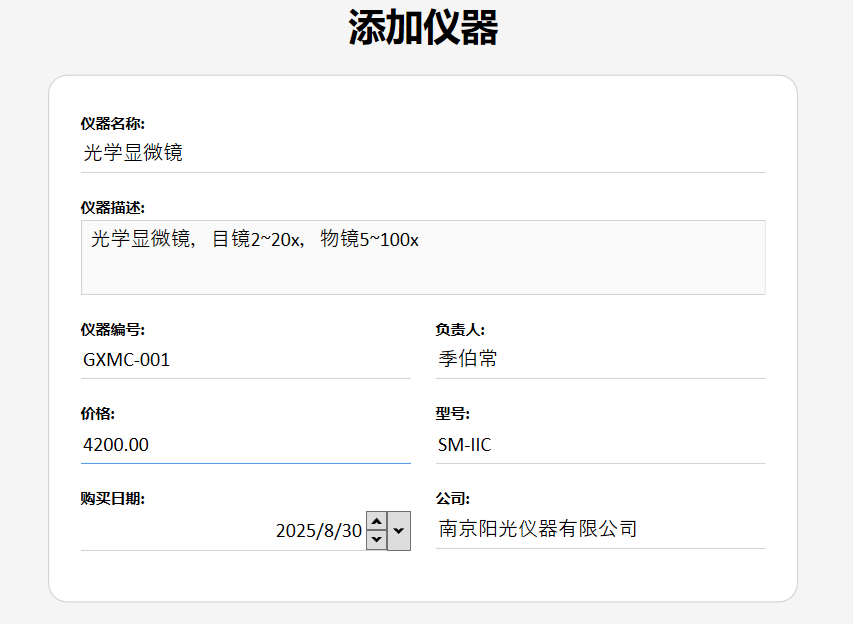 添加仪器
仪器名称:
光学显微镜
仪器描述:
光学显微镜，目镜2~20x，物镜5~100x
仪器编号:
负责人:
GXMC-001
季伯常
价格:
型号:
4200.00
SM-IIC
购买日期:
公司:
2025/8/30
南京阳光仪器有限公司